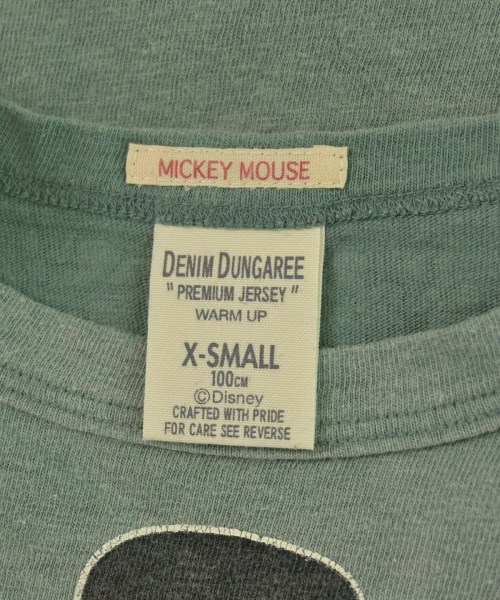 MICKEY MOUSE
DENIM DUNGAREE
" PREMIUM JERSEY "
WARM UP
X-SMALL
100CM
©Disney
CRAFTED WITH PRIDE
FOR CARE SEE REVERSE